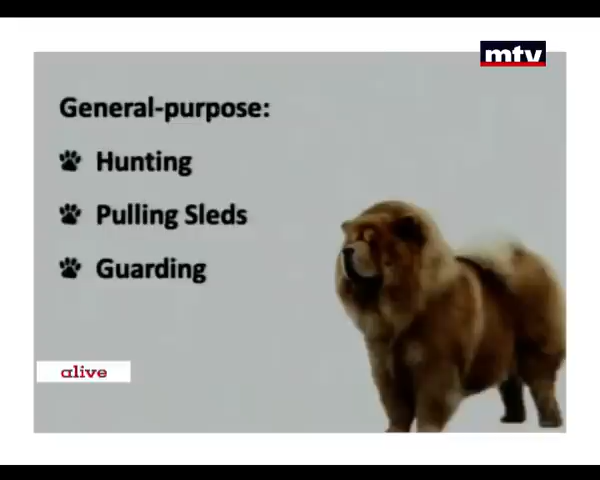 mtv
General-purpose:
Hunting
Pulling Sleds
Guarding
alive